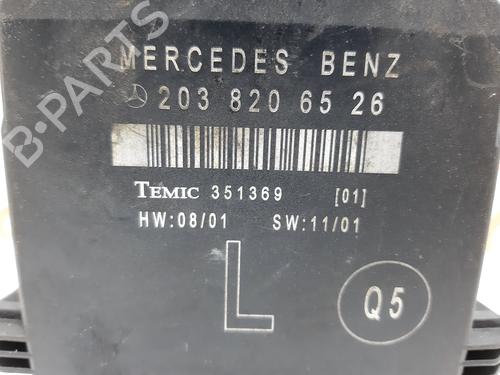 MERCEDES BENZ
203 820 65 26
TEMIC 351369 [01]
HW:08/01 SW:11/01
L
Q5
B-PARTS